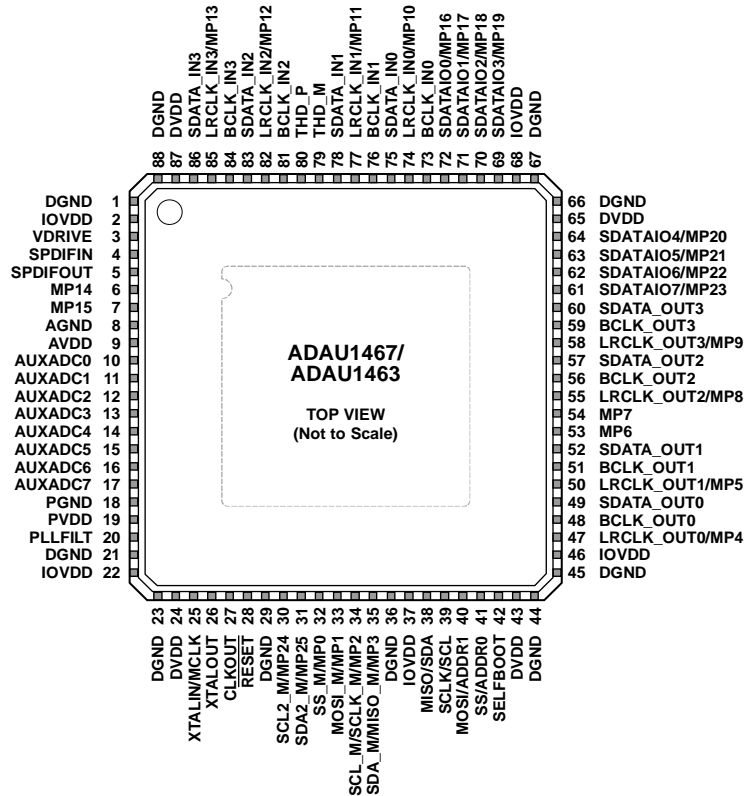 88 DGND
87 DVDD
86 SDATA_IN3
85 LRCLK_IN3/MP13
84 BCLK_IN3
83 SDATA_IN2
82 LRCLK_IN2/MP12
81 BCLK_IN2
80 THD_P
79 THD_M
78 SDATA_IN1
77 LRCLK_IN1/MP11
76 BCLK_IN1
75 SDATA_IN0
74 LRCLK_IN0/MP10
73 BCLK_IN0
72 SDATAIO0/MP16
71 SDATAIO1/MP17
70 SDATAIO2/MP18
69 SDATAIO3/MP19
68 IOVDD
67 DGND
DGND 1
IOVDD 2
VDRIVE 3
SPDIFIN 4
SPDIFOUT 5
MP14 6
MP15 7
AGND 8
AVDD 9
AUXADC0 10
AUXADC1 11
AUXADC2 12
AUXADC3 13
AUXADC4 14
AUXADC5 15
AUXADC6 16
AUXADC7 17
PGND 18
PVDD 19
PLLFILT 20
DGND 21
IOVDD 22
ADAU1467/
ADAU1463
TOP VIEW
(Not to Scale)
66 DGND
65 DVDD
64 SDATAIO4/MP20
63 SDATAIO5/MP21
62 SDATAIO6/MP22
61 SDATAIO7/MP23
60 SDATA_OUT3
59 BCLK_OUT3
58 LRCLK_OUT3/MP9
57 SDATA_OUT2
56 BCLK_OUT2
55 LRCLK_OUT2/MP8
54 MP7
53 MP6
52 SDATA_OUT1
51 BCLK_OUT1
50 LRCLK_OUT1/MP5
49 SDATA_OUT0
48 BCLK_OUT0
47 LRCLK_OUT0/MP4
46 IOVDD
45 DGND
DGND 23
DVDD 24
XTALIN/MCLK 25
XTALOUT 26
CLKOUT 27
RESET 28
DGND 29
SCL2_M/MP24 30
SDA2_M/MP25 31
SS_M/MP0 32
MOSI_M/MP1 33
SCL_M/SCLK_M/MP2 34
SDA_M/MISO_M/MP3 35
DGND 36
IOVDD 37
MISO/SDA 38
SCLK/SCL 39
MOSI/ADDR1 40
SS/ADDR0 41
SELFBOOT 42
DVDD 43
DGND 44